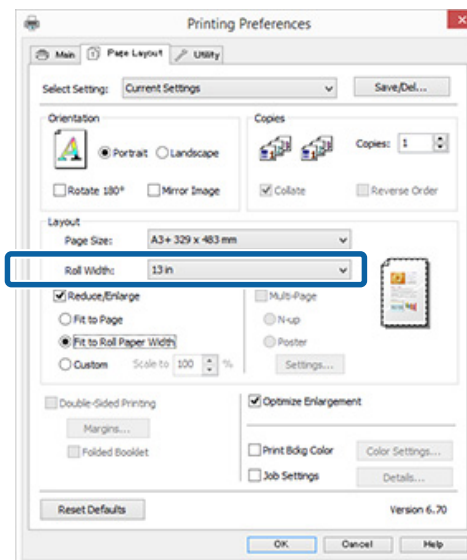 Printing Preferences
Main Page Layout Utility
Select Setting: Current Settings Save/Del...
Orientation Copies
Portrait Landscape Copies: 1
Rotate 180° Mirror Image Collate Reverse Order
Layout
Page Size: A3+ 329 x 483 mm
Roll Width: 13 in
Reduce/Enlarge Multi-Page
Fit to Page N-up
Fit to Roll Paper Width Poster
Custom Scale to 100 % Settings...
Double-Sided Printing Optimize Enlargement
Margins...
Folded Booklet Print Bckg Color Color Settings...
Job Settings Details...
Reset Defaults Version 6.70
OK Cancel Help